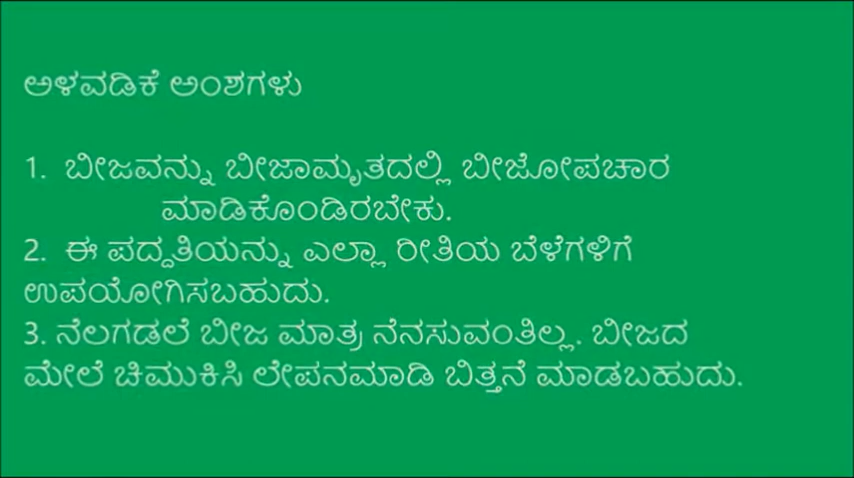 ಅಳವಡಿಕೆ ಅಂಶಗಳು
1. ಬೀಜವನ್ನು ಬೀಜಾಮೃತದಲ್ಲಿ ಬೀಜೋಪಚಾರ
ಮಾಡಿಕೊಂಡಿರಬೇಕು.
2. ಈ ಪದ್ದತಿಯನ್ನು ಎಲ್ಲಾ ರೀತಿಯ ಬೆಳೆಗಳಿಗೆ
ಉಪಯೋಗಿಸಬಹುದು.
3. ನೆಲಗಡಲೆ ಬೀಜ ಮಾತ್ರ ನೆನಸುವಂತಿಲ್ಲ. ಬೀಜದ
ಮೇಲೆ ಚಿಮುಕಿಸಿ ಲೇಪನಮಾಡಿ ಬಿತ್ತನೆ ಮಾಡಬಹುದು.